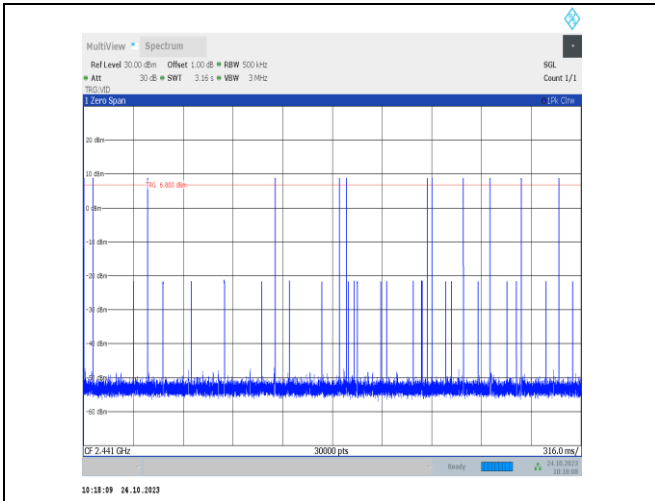 MultiView Spectrum
Ref Level 30.00 dBm Offset 1.00 dB RBW 500 kHz SGL
Att 30 dB SWT 3.16 s VBW 3 MHz Count 1/1
TRG:VID
1 Zero Span 1Pk Clrw
20 dBm
10 dBm
TRG 6.800 dBm
0 dBm
-10 dBm
-20 dBm
-30 dBm
-40 dBm
-50 dBm
-60 dBm
CF 2.441 GHz 30000 pts 316.0 ms/
Ready 24.10.2023
10:18:08
10:18:09 24.10.2023